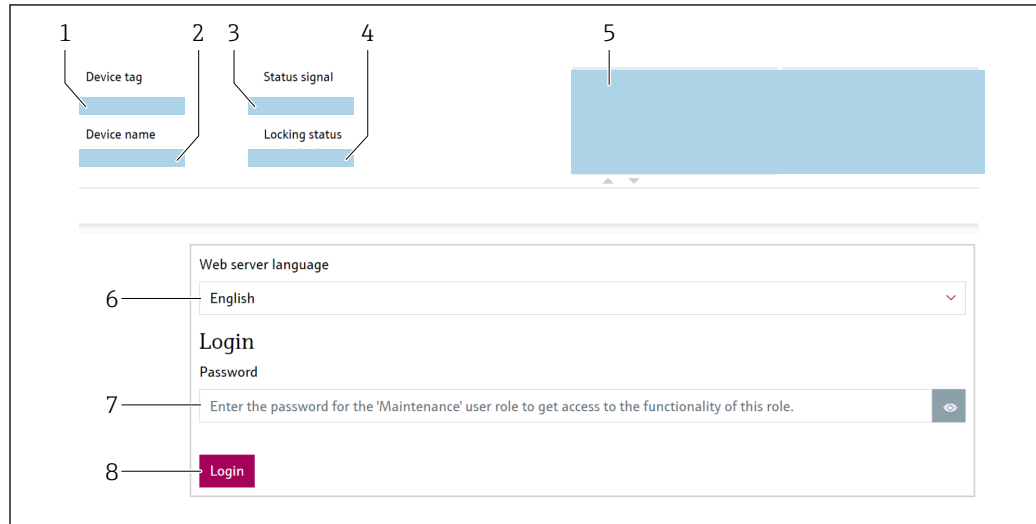 1 2 3 4 5
Device tag Status signal
Device name Locking status
Web server language
6 English
Login
Password
7 Enter the password for the 'Maintenance' user role to get access to the functionality of this role.
8 Login